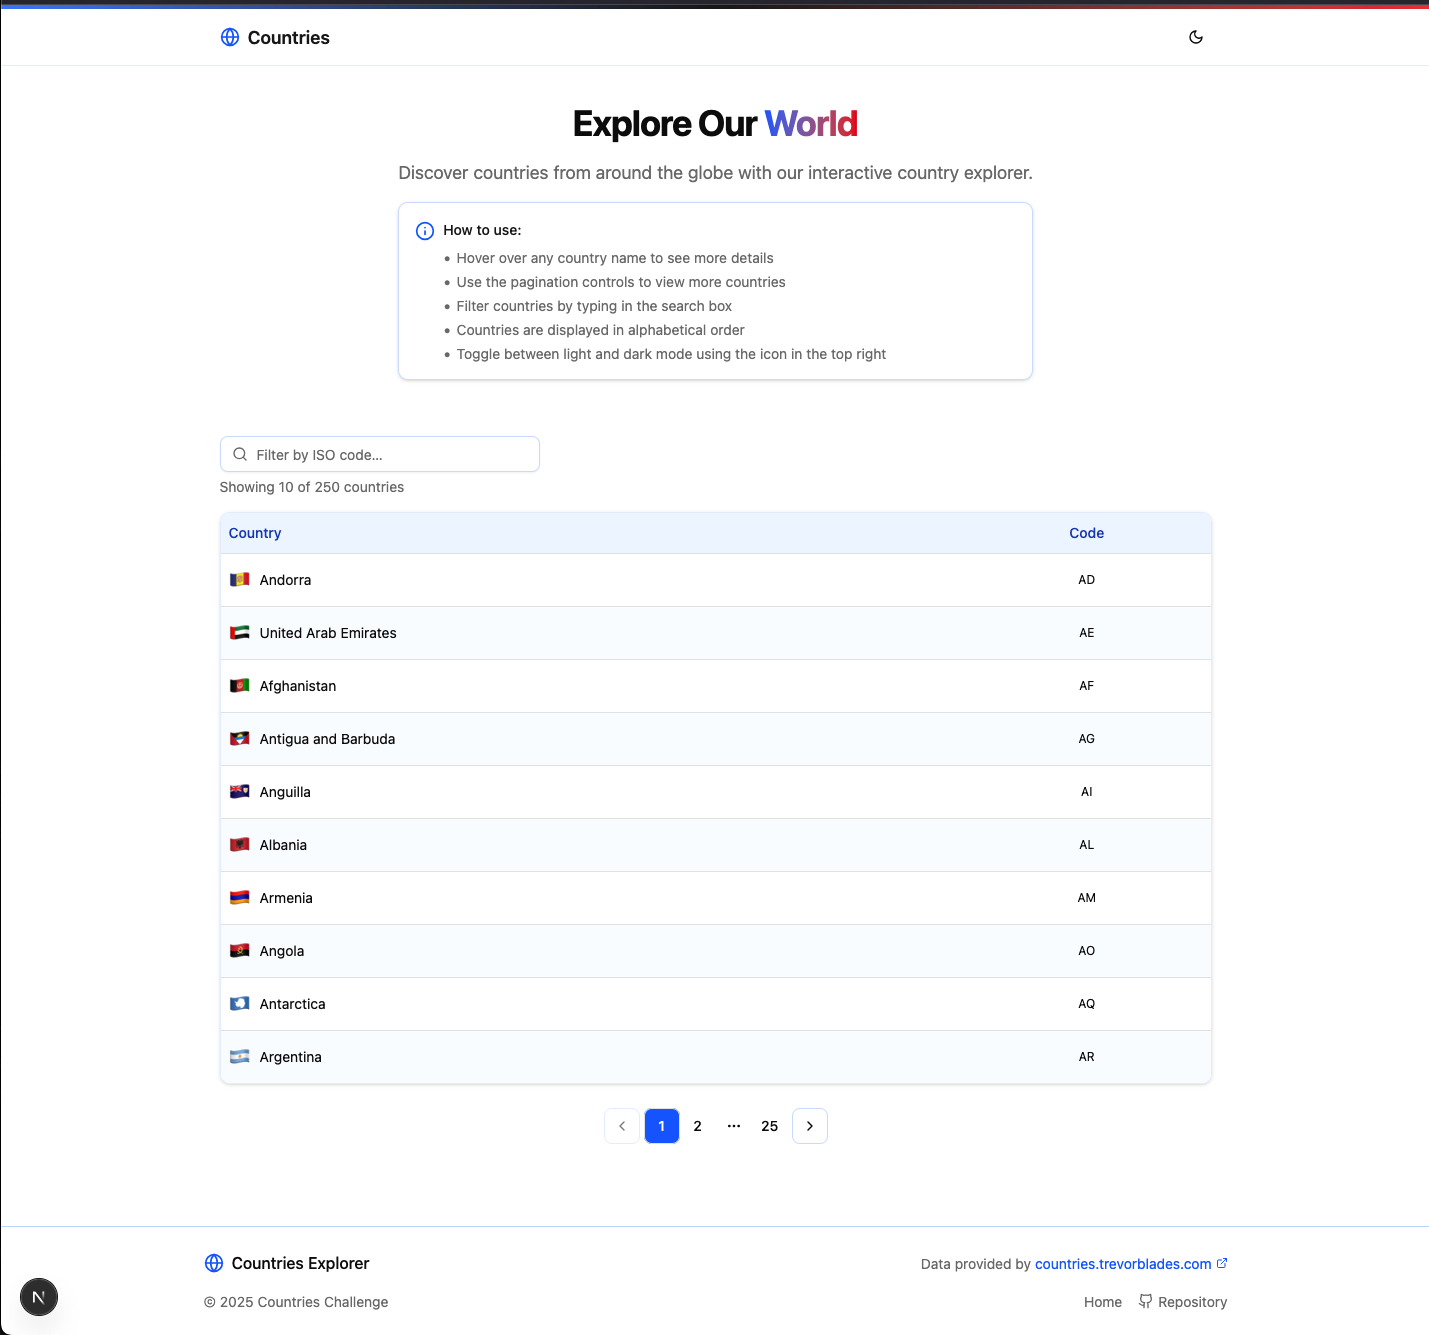 Countries
Explore Our World
Discover countries from around the globe with our interactive country explorer.
How to use:
• Hover over any country name to see more details
• Use the pagination controls to view more countries
• Filter countries by typing in the search box
• Countries are displayed in alphabetical order
• Toggle between light and dark mode using the icon in the top right
Filter by ISO code...
Showing 10 of 250 countries
Country Code
Andorra AD
United Arab Emirates AE
Afghanistan AF
Antigua and Barbuda AG
Anguilla AI
Albania AL
Armenia AM
Angola AO
Antarctica AQ
Argentina AR
1 2 ··· 25
Countries Explorer
Data provided by countries.trevorblades.com
© 2025 Countries Challenge
Home Repository
N